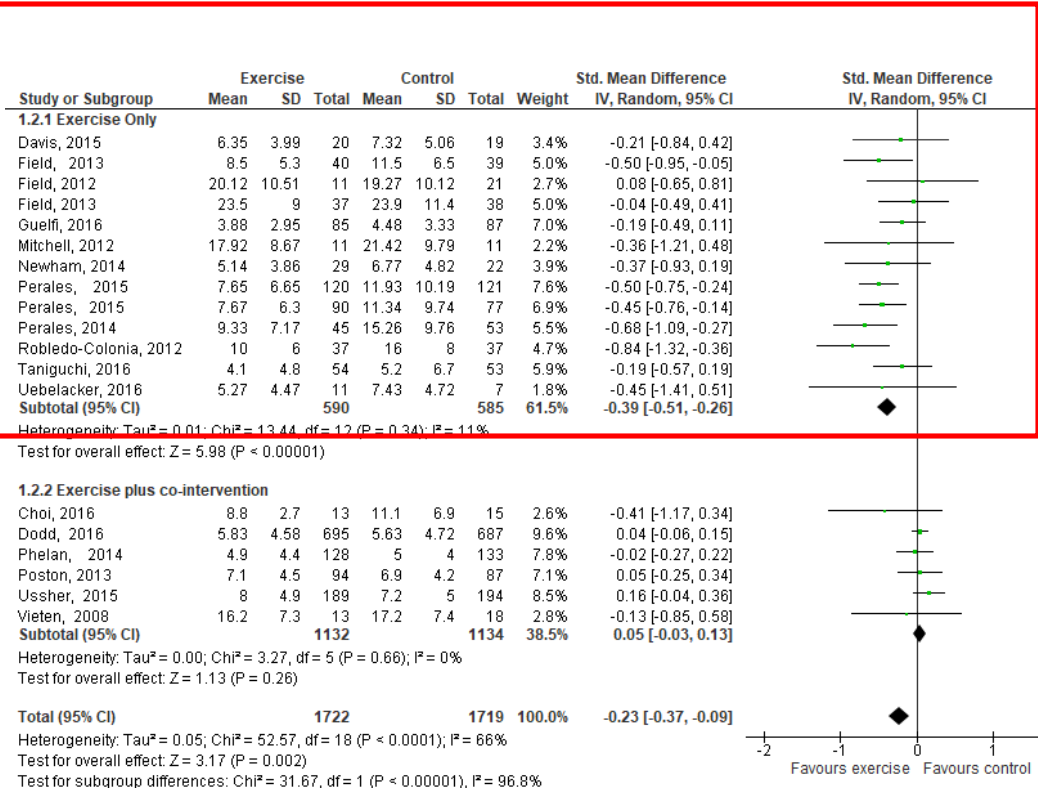 Exercise Control Std. Mean Difference Std. Mean Difference
Study or Subgroup Mean SD Total Mean SD Total Weight IV, Random, 95% CI IV, Random, 95% CI
1.2.1 Exercise Only
Davis, 2015 6.35 3.99 20 7.32 5.06 19 3.4% -0.21 [-0.84, 0.42]
Field, 2013 8.5 5.3 40 11.5 6.5 39 5.0% -0.50 [-0.95, -0.05]
Field, 2012 20.12 10.51 11 19.27 10.12 21 2.7% 0.08 [-0.65, 0.81]
Field, 2013 23.5 9 37 23.9 11.4 38 5.0% -0.04 [-0.49, 0.41]
Guelfi, 2016 3.88 2.95 85 4.48 3.33 87 7.0% -0.19 [-0.49, 0.11]
Mitchell, 2012 17.92 8.67 11 21.42 9.79 11 2.2% -0.36 [-1.21, 0.48]
Newham, 2014 5.14 3.86 29 6.77 4.82 22 3.9% -0.37 [-0.93, 0.19]
Perales, 2015 7.65 6.65 120 11.93 10.19 121 7.6% -0.50 [-0.75, -0.24]
Perales, 2015 7.67 6.3 90 11.34 9.74 77 6.9% -0.45 [-0.76, -0.14]
Perales, 2014 9.33 7.17 45 15.26 9.76 53 5.5% -0.68 [-1.09, -0.27]
Robledo-Colonia, 2012 10 6 37 16 8 37 4.7% -0.84 [-1.32, -0.36]
Taniguchi, 2016 4.1 4.8 54 5.2 6.7 53 5.9% -0.19 [-0.57, 0.19]
Uebelacker, 2016 5.27 4.47 11 7.43 4.72 7 1.8% -0.45 [-1.41, 0.51]
Subtotal (95% CI) 590 585 61.5% -0.39 [-0.51, -0.26]
Heterogeneity: Tau² = 0.01; Chi² = 13.44, df = 12 (P = 0.34); I² = 11%
Test for overall effect: Z = 5.98 (P < 0.00001)
1.2.2 Exercise plus co-intervention
Choi, 2016 8.8 2.7 13 11.1 6.9 15 2.6% -0.41 [-1.17, 0.34]
Dodd, 2016 5.83 4.58 695 5.63 4.72 687 9.6% 0.04 [-0.06, 0.15]
Phelan, 2014 4.9 4.4 128 5 4 133 7.8% -0.02 [-0.27, 0.22]
Poston, 2013 7.1 4.5 94 6.9 4.2 87 7.1% 0.05 [-0.25, 0.34]
Ussher, 2015 8 4.9 189 7.2 5 194 8.5% 0.16 [-0.04, 0.36]
Vieten, 2008 16.2 7.3 13 17.2 7.4 18 2.8% -0.13 [-0.85, 0.58]
Subtotal (95% CI) 1132 1134 38.5% 0.05 [-0.03, 0.13]
Heterogeneity: Tau² = 0.00; Chi² = 3.27, df = 5 (P = 0.66); I² = 0%
Test for overall effect: Z = 1.13 (P = 0.26)
Total (95% CI) 1722 1719 100.0% -0.23 [-0.37, -0.09]
Heterogeneity: Tau² = 0.05; Chi² = 52.57, df = 18 (P < 0.0001); I² = 66%
Test for overall effect: Z = 3.17 (P = 0.002)
Test for subgroup differences: Chi² = 31.67, df = 1 (P < 0.00001), I² = 96.8%
-2 -1 0 1
Favours exercise Favours control